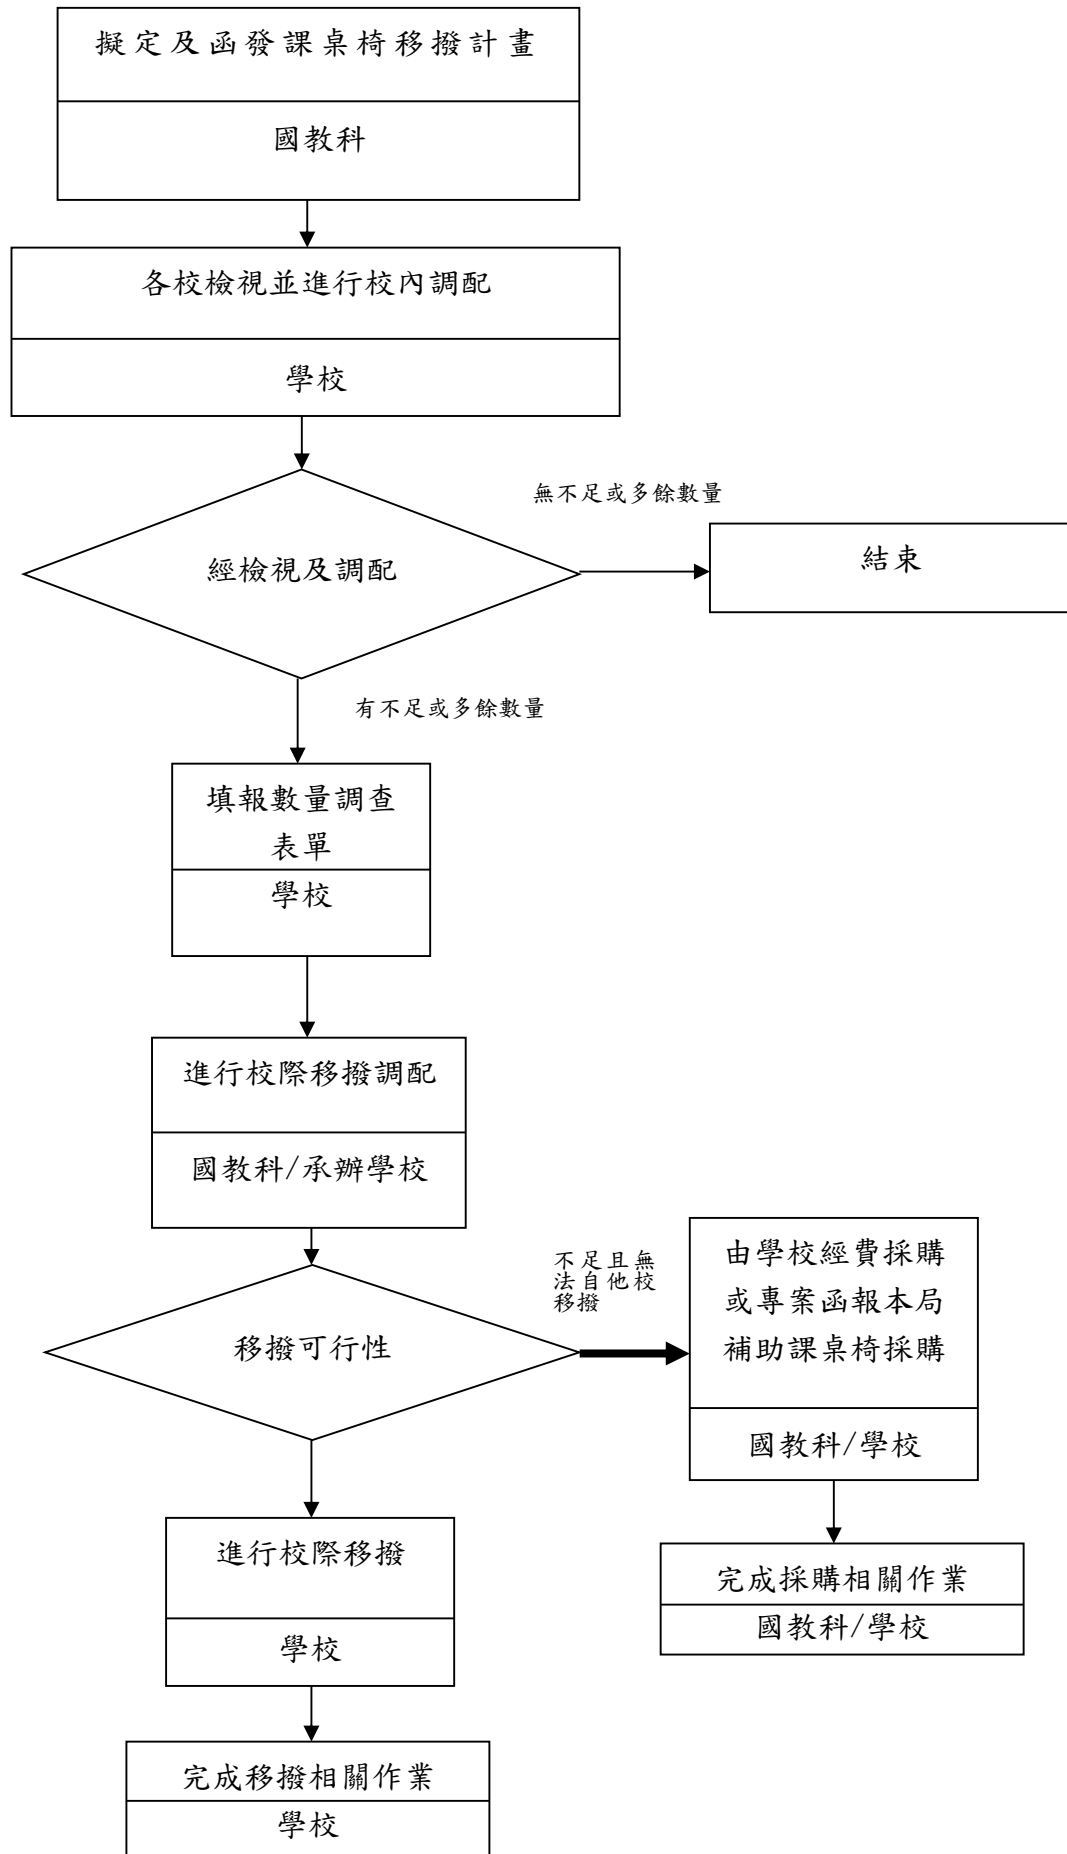 擬定及函發課桌椅移撥計畫
國教科
各校檢視並進行校內調配
學校
無不足或多餘數量
經檢視及調配
結束
有不足或多餘數量
填報數量調查
表單
學校
進行校際移撥調配
國教科/承辦學校
不足且無
法自他校
移撥
由學校經費採購
或專案函報本局
補助課桌椅採購
國教科/學校
移撥可行性
進行校際移撥
學校
完成採購相關作業
國教科/學校
完成移撥相關作業
學校